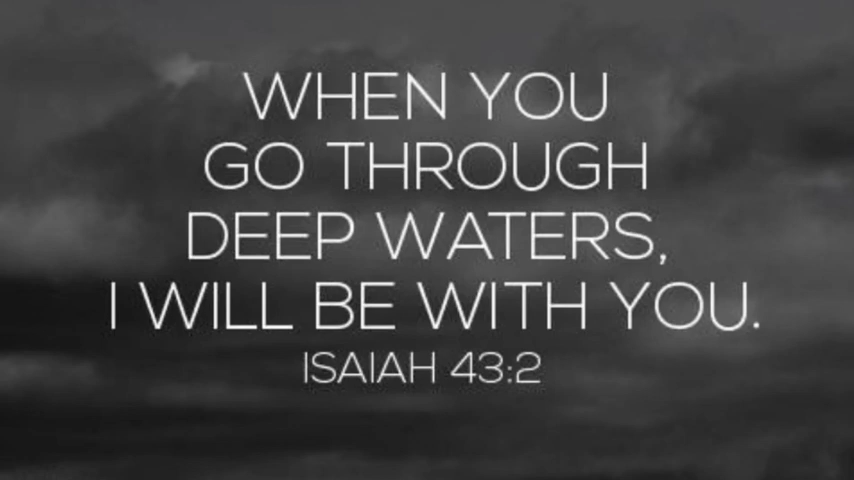 WHEN YOU
GO THROUGH
DEEP WATERS,
I WILL BE WITH YOU.
ISAIAH 43:2